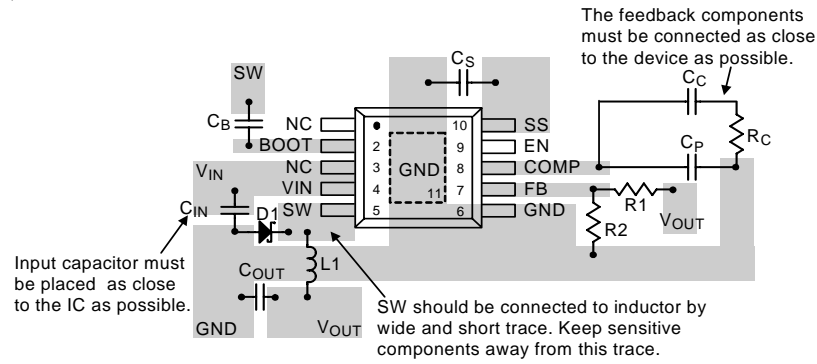 The feedback components
must be connected as close
to the device as possible.
CS
SW
CC
CB
NC
10
SS
RC
BOOT
2
9
EN
CP
NC
3
GND
8
COMP
VIN
VIN
4
11
7
FB
R1
CIN
D1
SW
5
6
GND
R2
VOUT
Input capacitor must
be placed as close
to the IC as possible.
L1
COUT
GND
VOUT
SW should be connected to inductor by
wide and short trace. Keep sensitive
components away from this trace.